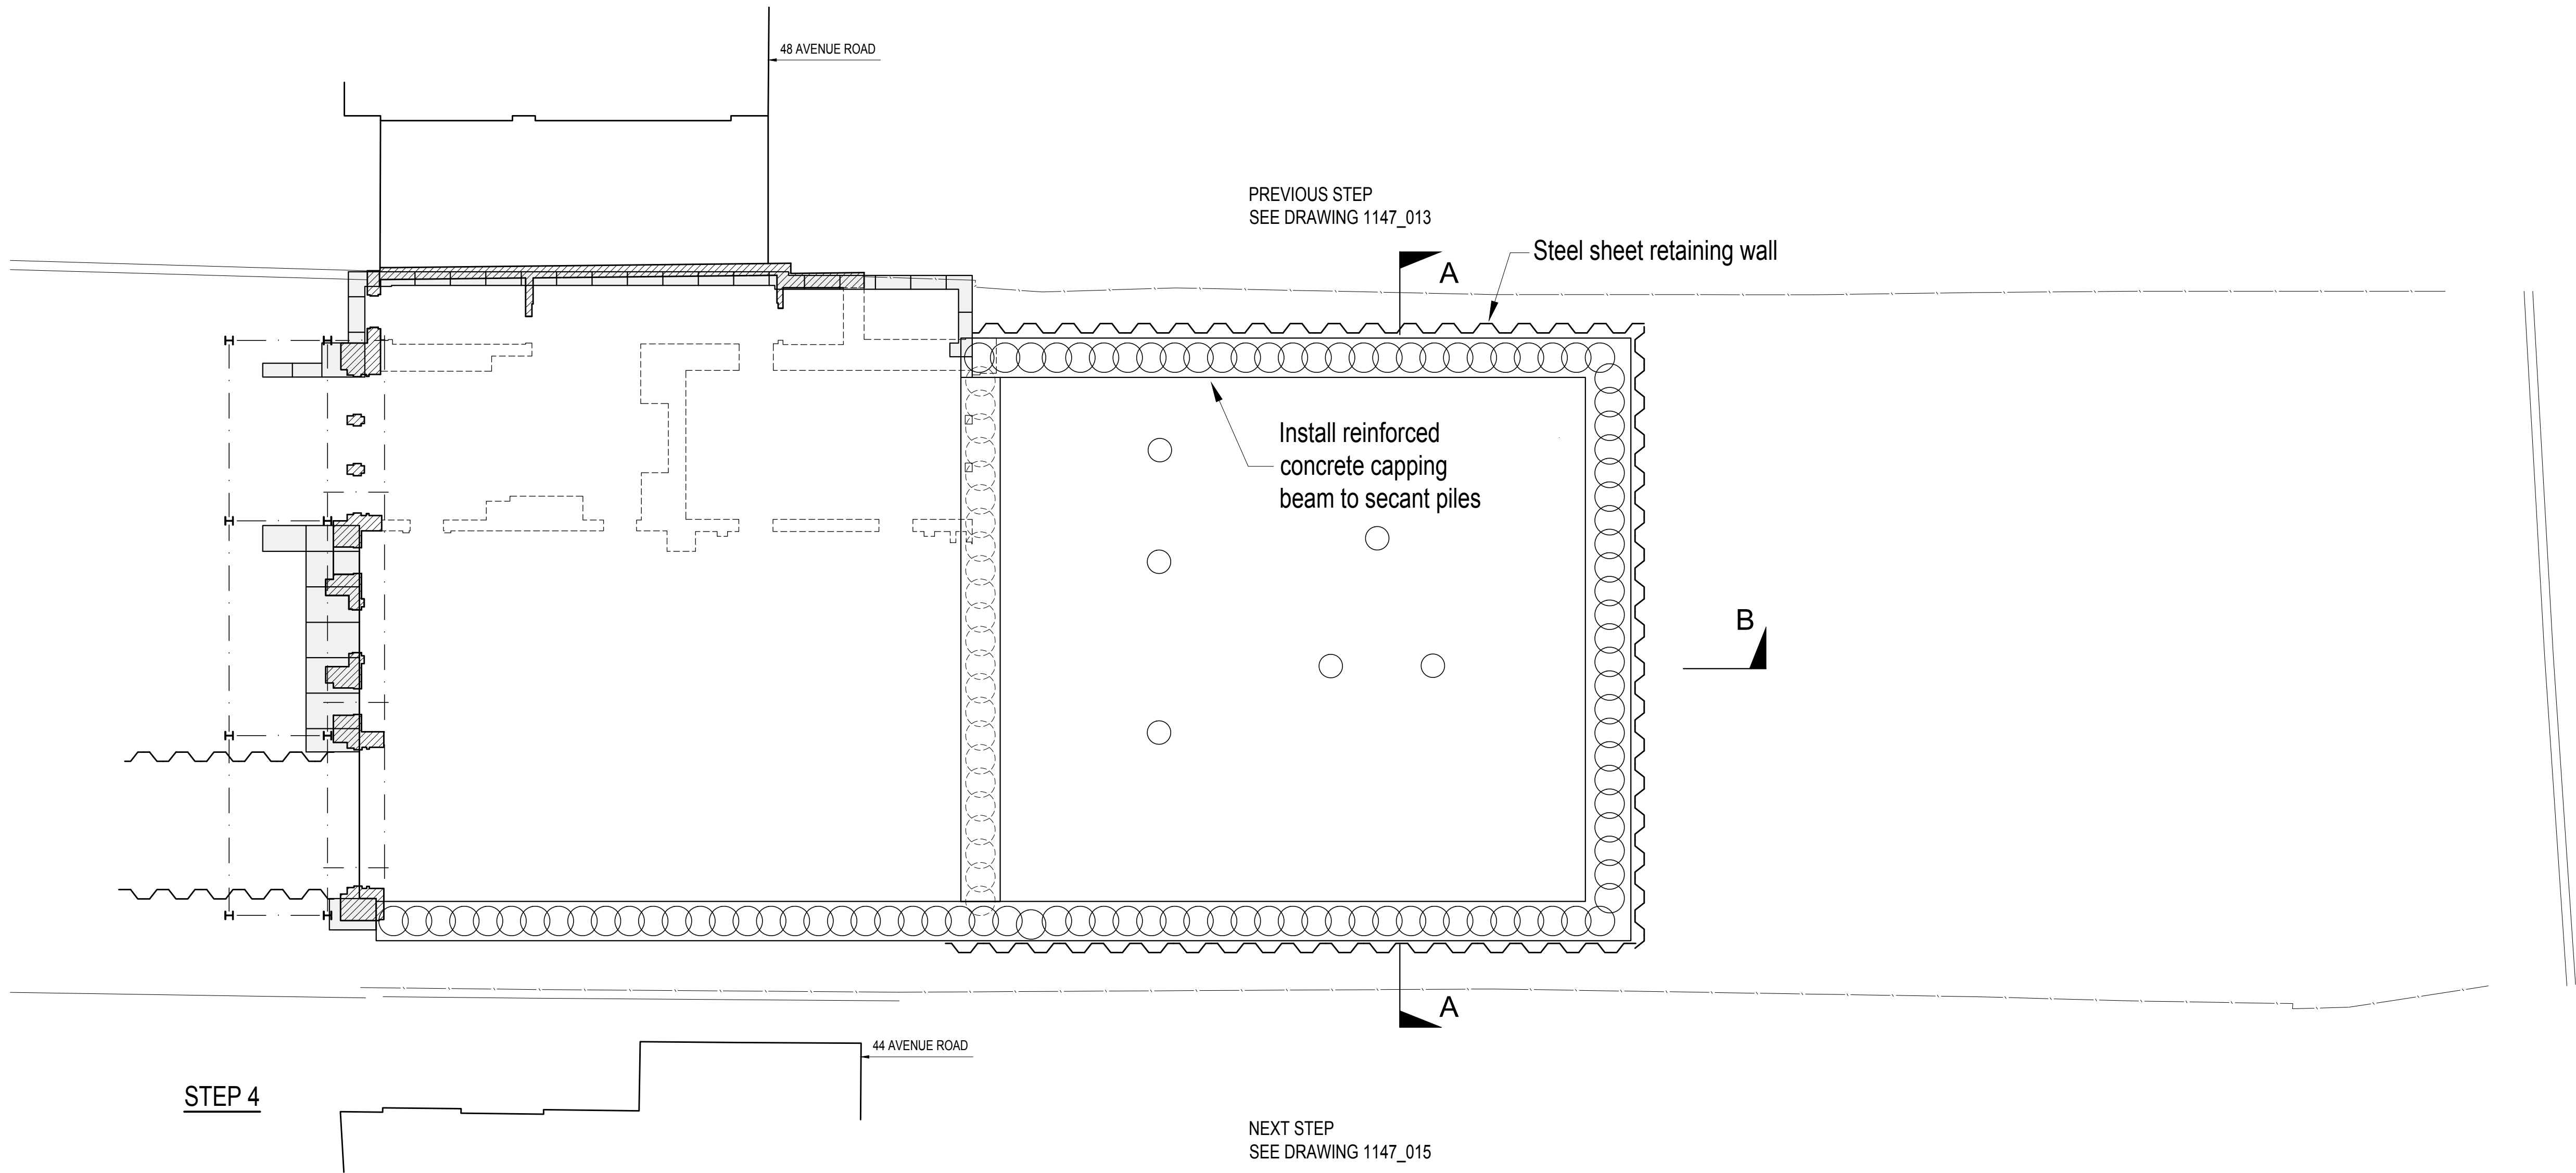 48 AVENUE ROAD
PREVIOUS STEP
SEE DRAWING 1147_013
Steel sheet retaining wall
A
Install reinforced
concrete capping
beam to secant piles
B
A
44 AVENUE ROAD
STEP 4
NEXT STEP
SEE DRAWING 1147_015